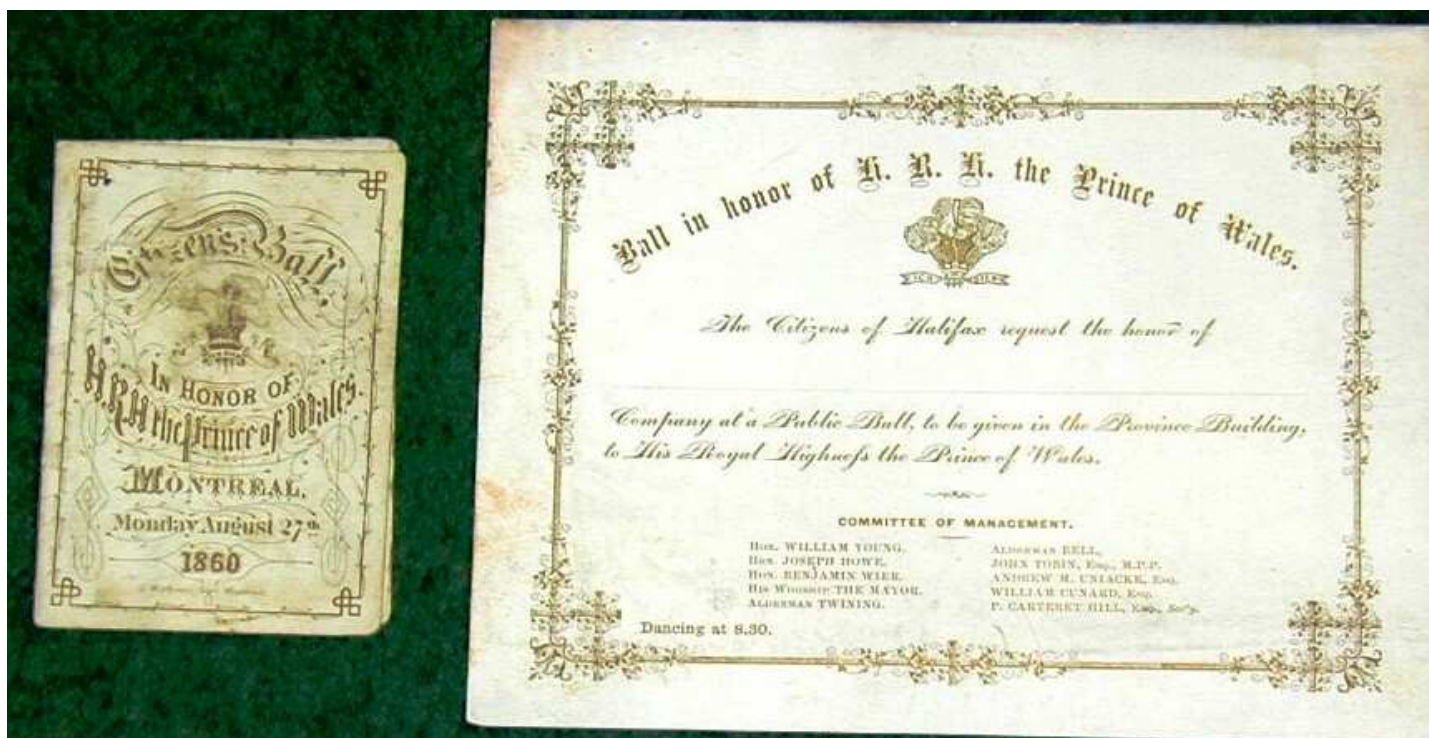 Citizen's Ball.
IN HONOR OF
H.R.H the Prince of Wales.
MONTREAL,
Monday August 27th
1860
Ball in honor of H. R. H. the Prince of Wales.
ICH DIEN
The Citizens of Halifax request the honor of
Company at a Public Ball, to be given in the Province Building,
to His Royal Highneſs the Prince of Wales.
COMMITTEE OF MANAGEMENT.
HON. WILLIAM YOUNG.
HON. JOSEPH HOWE.
HON. BENJAMIN WIER.
HIS WORSHIP THE MAYOR.
ALDERMAN TWINING.
ALDERMAN BELL,
JOHN TOBIN, Esq., M.P.P.
ANDREW M. UNIACKE, Esq.
WILLIAM CUNARD, Esq.
P. CARTERET HILL, Esq., Sec'y.
Dancing at 8.30.